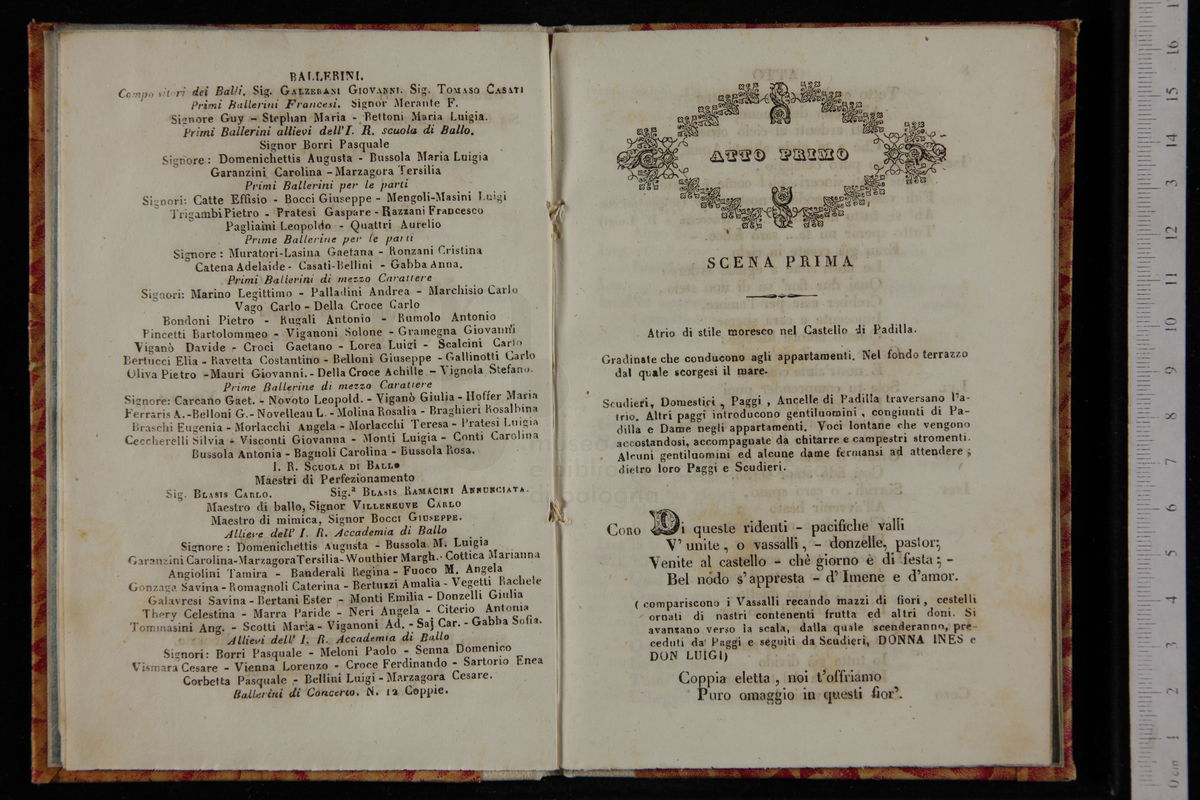 BALLERINI.
Compositori dei Balli. Sig. GALZERANI GIOVANNI. Sig. TOMASO CASATI
Primi Ballerini Francesi. Signor Merante F.
Signore Guy - Stephan Maria - Bettoni Maria Luigia.
Primi Ballerini allievi dell'I. R. scuola di Ballo.
Signor Borri Pasquale
Signore: Domenichettis Augusta - Bussola Maria Luigia
Garanzini Carolina - Marzagora Tersilia
Primi Ballerini per le parti
Signori: Catte Effisio - Bocci Giuseppe - Mengoli-Masini Luigi
Trigambi Pietro - Pratesi Gaspare - Razzani Francesco
Pagliaini Leopoldo - Quattri Aurelio
Prime Ballerine per le parti
Signore: Muratori-Lasina Gaetana - Ronzani Cristina
Catena Adelaide - Casati-Bellini - Gabba Anna.
Primi Ballerini di mezzo Carattere
Signori: Marino Legittimo - Palladini Andrea - Marchisio Carlo
Vago Carlo - Della Croce Carlo
Bondoni Pietro - Rugali Antonio - Rumolo Antonio
Pincetti Bartolommeo - Viganoni Solone - Gramegna Giovanni
Viganò Davide - Croci Gaetano - Lorea Luigi - Scalcini Carlo
Bertucci Elia - Ravetta Costantino - Belloni Giuseppe - Gallinotti Carlo
Oliva Pietro - Mauri Giovanni. - Della Croce Achille - Vignola Stefano.
Prime Ballerine di mezzo Carattere
Signore: Carcano Gaet. - Novoto Leopold. - Viganò Giulia - Hoffer Maria
Ferraris A. - Belloni G. - Novelleau L. - Molina Rosalia - Braghieri Rosalbina
Braschi Eugenia - Morlacchi Angela - Morlacchi Teresa - Pratesi Luigia
Ceccherelli Silvia - Visconti Giovanna - Monti Luigia - Conti Carolina
Bussola Antonia - Bagnoli Carolina - Bussola Rosa.
I. R. SCUOLA DI BALLO
Maestri di Perfezionamento
Sig. BLASIS CARLO. Sig.ª BLASIS RAMACINI ANNUNCIATA.
Maestro di ballo, Signor VILLENEUVE CARLO
Maestro di mimica, Signor BOCCI GIUSEPPE.
Allieve dell' I. R. Accademia di Ballo
Signore: Domenichettis Augusta - Bussola M. Luigia
Garanzini Carolina - Marzagora Tersilia - Wouthier Margh. - Cottica Marianna
Angiolini Tamira - Banderali Regina - Fuoco M. Angela
Gonzaga Savina - Romagnoli Caterina - Bertuzzi Amalia - Vegetti Rachele
Galavresi Savina - Bertani Ester - Monti Emilia - Donzelli Giulia
Thery Celestina - Marra Paride - Neri Angela - Citerio Antonia
Tommasini Ang. - Scotti Maria - Viganoni Ad. - Saj Car. - Gabba Sofia.
Allievi dell' I. R. Accademia di Ballo
Signori: Borri Pasquale - Meloni Paolo - Senna Domenico
Vismara Cesare - Vienna Lorenzo - Croce Ferdinando - Sartorio Enea
Corbetta Pasquale - Bellini Luigi - Marzagora Cesare.
Ballerini di Concerto. N. 12 Coppie.
ATTO PRIMO
SCENA PRIMA
Atrio di stile moresco nel Castello di Padilla.
Gradinate che conducono agli appartamenti. Nel fondo terrazzo
dal quale scorgesi il mare.
Scudieri, Domestici, Paggi, Ancelle di Padilla traversano l'a-
trio. Altri paggi introducono gentiluomini, congiunti di Pa-
dilla e Dame negli appartamenti. Voci lontane che vengono
accostandosi, accompagnate da chitarre e campestri stromenti.
Alcuni gentiluomini ed alcune dame fermansi ad attendere;
dietro loro Paggi e Scudieri.
CORO Di queste ridenti - pacifiche valli
V'unite, o vassalli, - donzelle, pastor;
Venite al castello - chè giorno è di festa; -
Bel nodo s'appresta - d'Imene e d'amor.
(compariscono i Vassalli recando mazzi di fiori, cestelli
ornati di nastri contenenti frutta ed altri doni. Si
avanzano verso la scala, dalla quale scenderanno, pre-
ceduti da Paggi e seguiti da Scudieri, DONNA INES e
DON LUIGI)
Coppia eletta, noi t'offriamo
Puro omaggio in questi fior'.